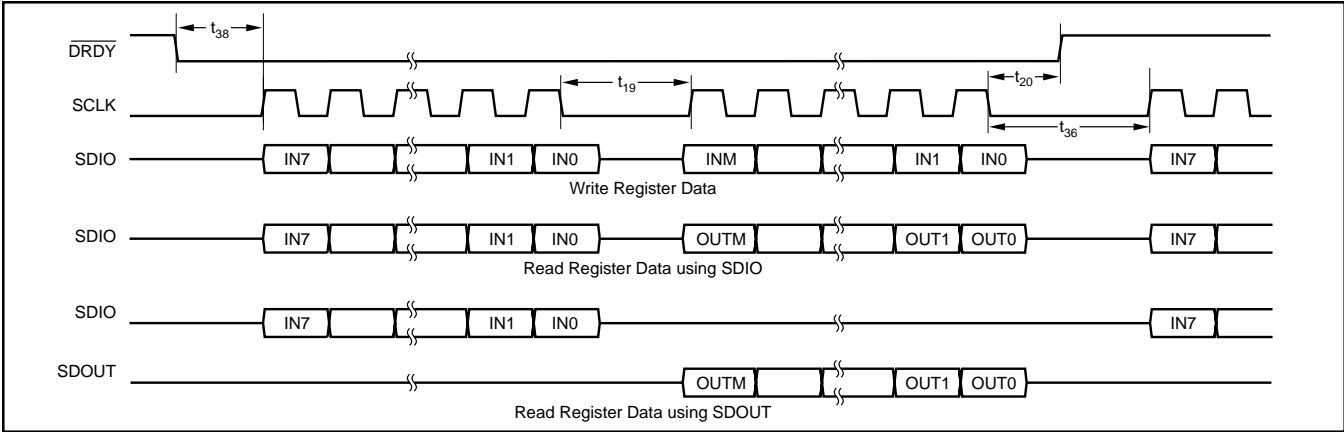 t38
DRDY
t19
t20
SCLK
t36
SDIO IN7 IN1 IN0 INM IN1 IN0 IN7
Write Register Data
SDIO IN7 IN1 IN0 OUTM OUT1 OUT0 IN7
Read Register Data using SDIO
SDIO IN7 IN1 IN0 IN7
SDOUT OUTM OUT1 OUT0
Read Register Data using SDOUT